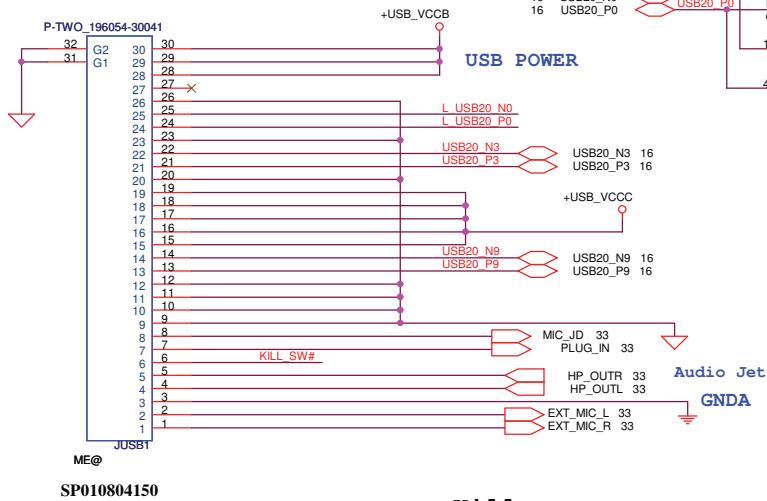 16 USB20_P0 USB20_P0
+USB_VCCB
P-TWO_196054-30041
32 G2 30 30
31 G1 29 29
28 28
USB POWER
27 27
26 26
25 25 L_USB20_N0
24 24 L_USB20_P0
23 23
22 22 USB20_N3 USB20_N3 16
21 21 USB20_P3 USB20_P3 16
20 20
19 19
18 18 +USB_VCCC
17 17
16 16
15 15
14 14 USB20_N9 USB20_N9 16
13 13 USB20_P9 USB20_P9 16
12 12
11 11
10 10
9 9
8 8 MIC_JD 33
7 7 PLUG_IN 33
6 6 KILL_SW#
5 5 HP_OUTR 33
Audio Jet
4 4 HP_OUTL 33
3 3 GNDA
2 2 EXT_MIC_L 33
1 1 EXT_MIC_R 33
JUSB1
ME@
SP010804150